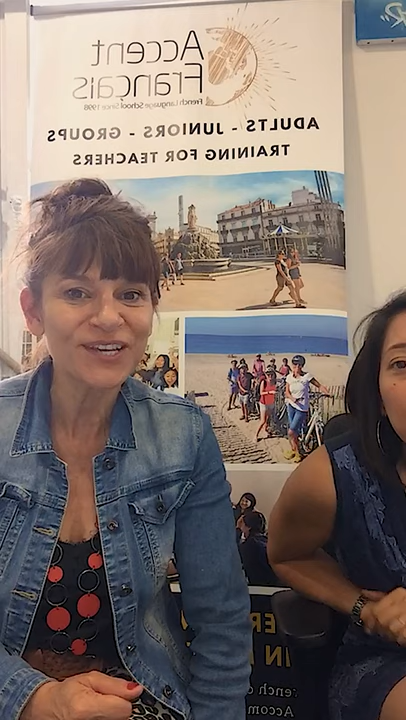 Accent
Français
French Language School Since 1998
ADULTS - JUNIORS - GROUPS
TRAINING FOR TEACHERS